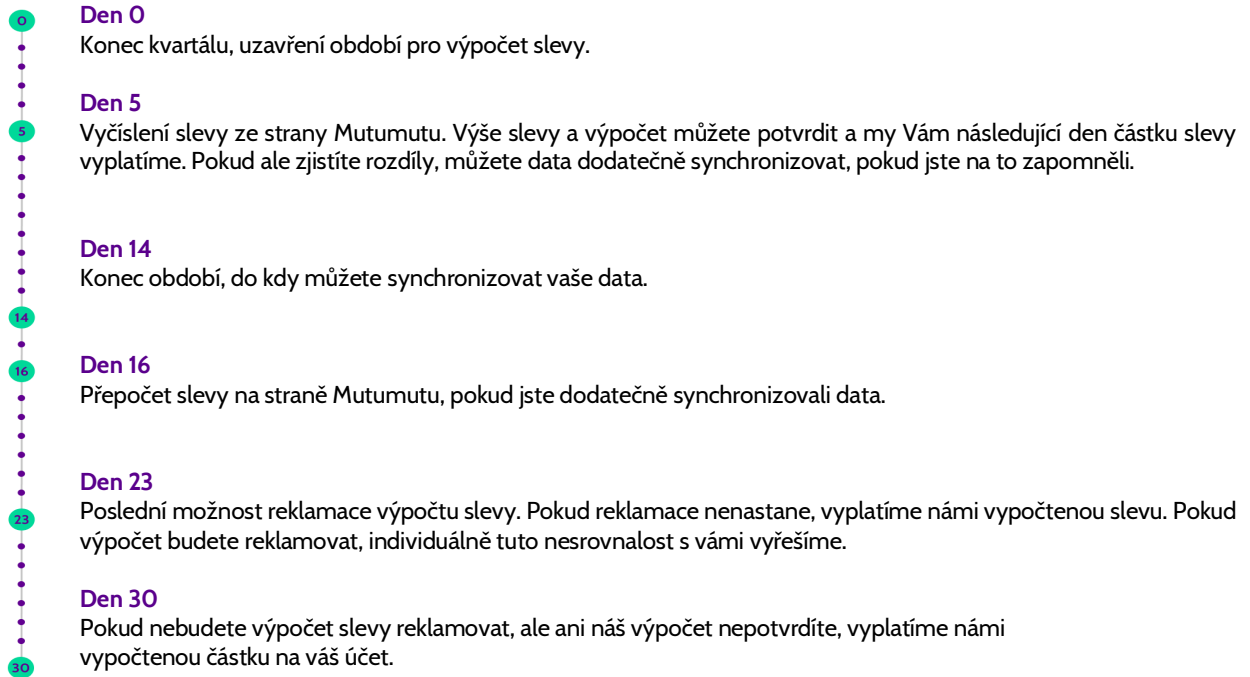 0
Den 0
Konec kvartálu, uzavření období pro výpočet slevy.
Den 5
5
Vyčíslení slevy ze strany Mutumutu. Výše slevy a výpočet můžete potvrdit a my Vám následující den částku slevy
vyplatíme. Pokud ale zjistíte rozdíly, můžete data dodatečně synchronizovat, pokud jste na to zapomněli.
Den 14
Konec období, do kdy můžete synchronizovat vaše data.
14
Den 16
16
Přepočet slevy na straně Mutumutu, pokud jste dodatečně synchronizovali data.
Den 23
Poslední možnost reklamace výpočtu slevy. Pokud reklamace nenastane, vyplatíme námi vypočtenou slevu. Pokud
23
výpočet budete reklamovat, individuálně tuto nesrovnalost s vámi vyřešíme.
Den 30
Pokud nebudete výpočet slevy reklamovat, ale ani náš výpočet nepotvrdíte, vyplatíme námi
vypočtenou částku na váš účet.
30